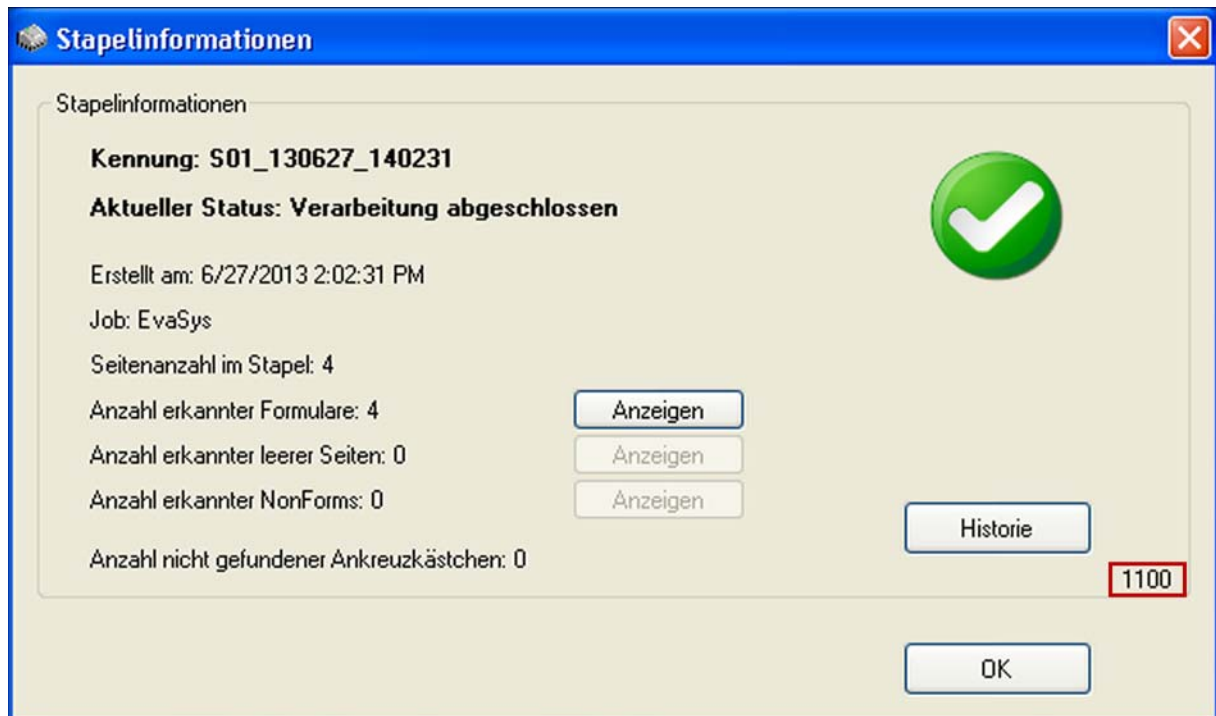 Stapelinformationen
Stapelinformationen
Kennung: S01_130627_140231
Aktueller Status: Verarbeitung abgeschlossen
Erstellt am: 6/27/2013 2:02:31 PM
Job: EvaSys
Seitenanzahl im Stapel: 4
Anzahl erkannter Formulare: 4 Anzeigen
Anzahl erkannter leerer Seiten: 0 Anzeigen
Anzahl erkannter NonForms: 0 Anzeigen
Historie
Anzahl nicht gefundener Ankreuzkästchen: 0
1100
OK